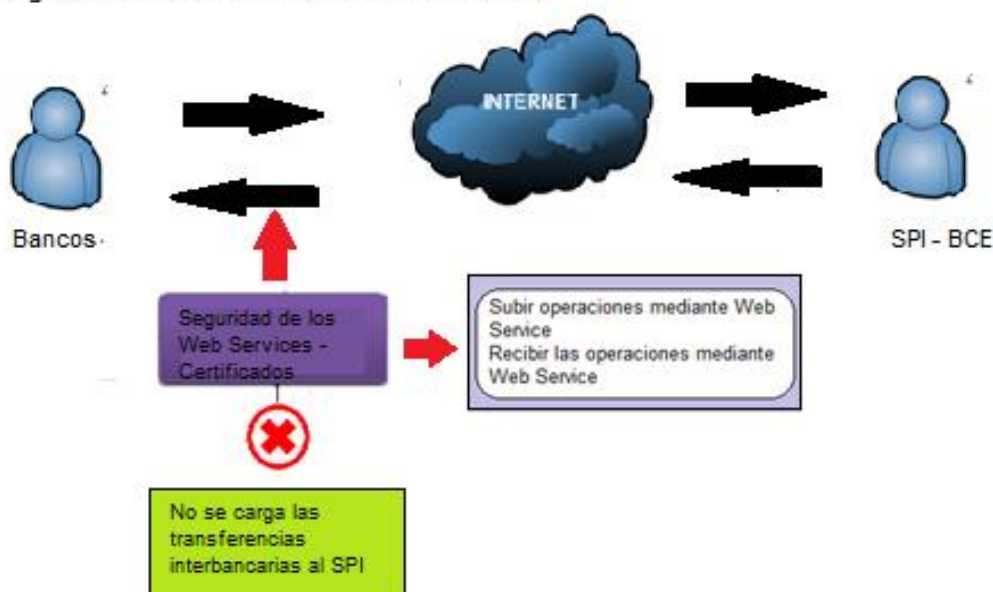 INTERNET
Bancos
SPI - BCE
Seguridad de los
Web Services -
Certificados
Subir operaciones mediante Web
Service
Recibir las operaciones mediante
Web Service
No se carga las
transferencias
interbancarias al SPI